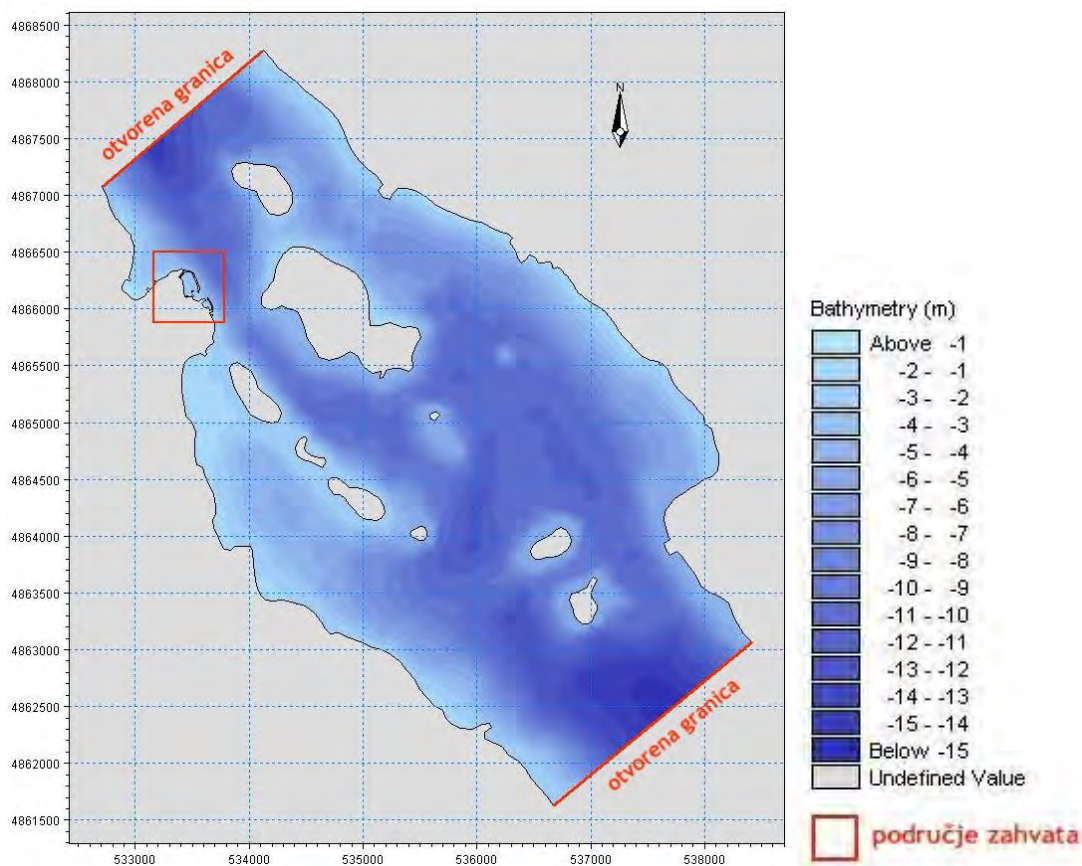 4868500
4868000
4867500
4867000
4866500
4866000
4865500
4865000
4864500
4864000
4863500
4863000
4862500
4862000
4861500
533000 534000 535000 536000 537000 538000
otvorena granica
N
otvorena granica
Bathymetry (m)
Above -1
-2 - -1
-3 - -2
-4 - -3
-5 - -4
-6 - -5
-7 - -6
-8 - -7
-9 - -8
-10 - -9
-11 - -10
-12 - -11
-13 - -12
-14 - -13
-15 - -14
Below -15
Undefined Value
područje zahvata